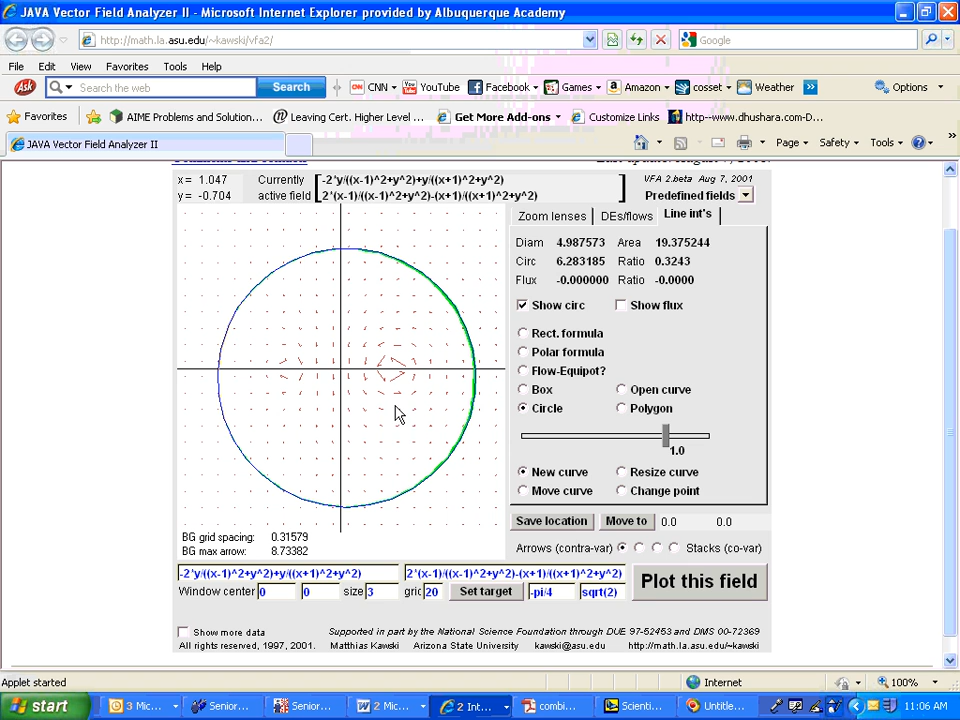 JAVA Vector Field Analyzer II - Microsoft Internet Explorer provided by Albuquerque Academy
http://math.la.asu.edu/~kawski/vfa2/
Google
File Edit View Favorites Tools Help
Ask Search the web Search CNN YouTube Facebook Games Amazon cosset Weather Options
Favorites AIME Problems and Solution... Leaving Cert. Higher Level ... Get More Add-ons Customize Links http--www.dhushara.com-D...
JAVA Vector Field Analyzer II
Page Safety Tools
x = 1.047 Currently -2*y/((x-1)^2+y^2)+y/((x+1)^2+y^2) VFA 2.beta Aug 7, 2001
y = -0.704 active field 2*(x-1)/((x-1)^2+y^2)-(x+1)/((x+1)^2+y^2) Predefined fields
Zoom lenses DEs/flows Line int's
Diam 4.987573 Area 19.375244
Circ 6.283185 Ratio 0.3243
Flux -0.000000 Ratio -0.0000
Show circ Show flux
Rect. formula
Polar formula
Flow-Equipot?
Box Open curve
Circle Polygon
1.0
New curve Resize curve
Move curve Change point
Save location Move to 0.0 0.0
BG grid spacing: 0.31579
BG max arrow: 8.73382
Arrows (contra-var) Stacks (co-var)
-2*y/((x-1)^2+y^2)+y/((x+1)^2+y^2) 2*(x-1)/((x-1)^2+y^2)-(x+1)/((x+1)^2+y^2) Plot this field
Window center 0 0 size 3 grid 20 Set target -pi/4 sqrt(2)
Show more data Supported in part by the National Science Foundation through DUE 97-52453 and DMS 00-72369
All rights reserved, 1997, 2001. Matthias Kawski Arizona State University kawski@asu.edu http://math.la.asu.edu/~kawski
Applet started Internet 100%
start 3 Mic... Senior... Senior... 2 Mic... 2 Int... combi... Scienti... Untitle... 11:06 AM